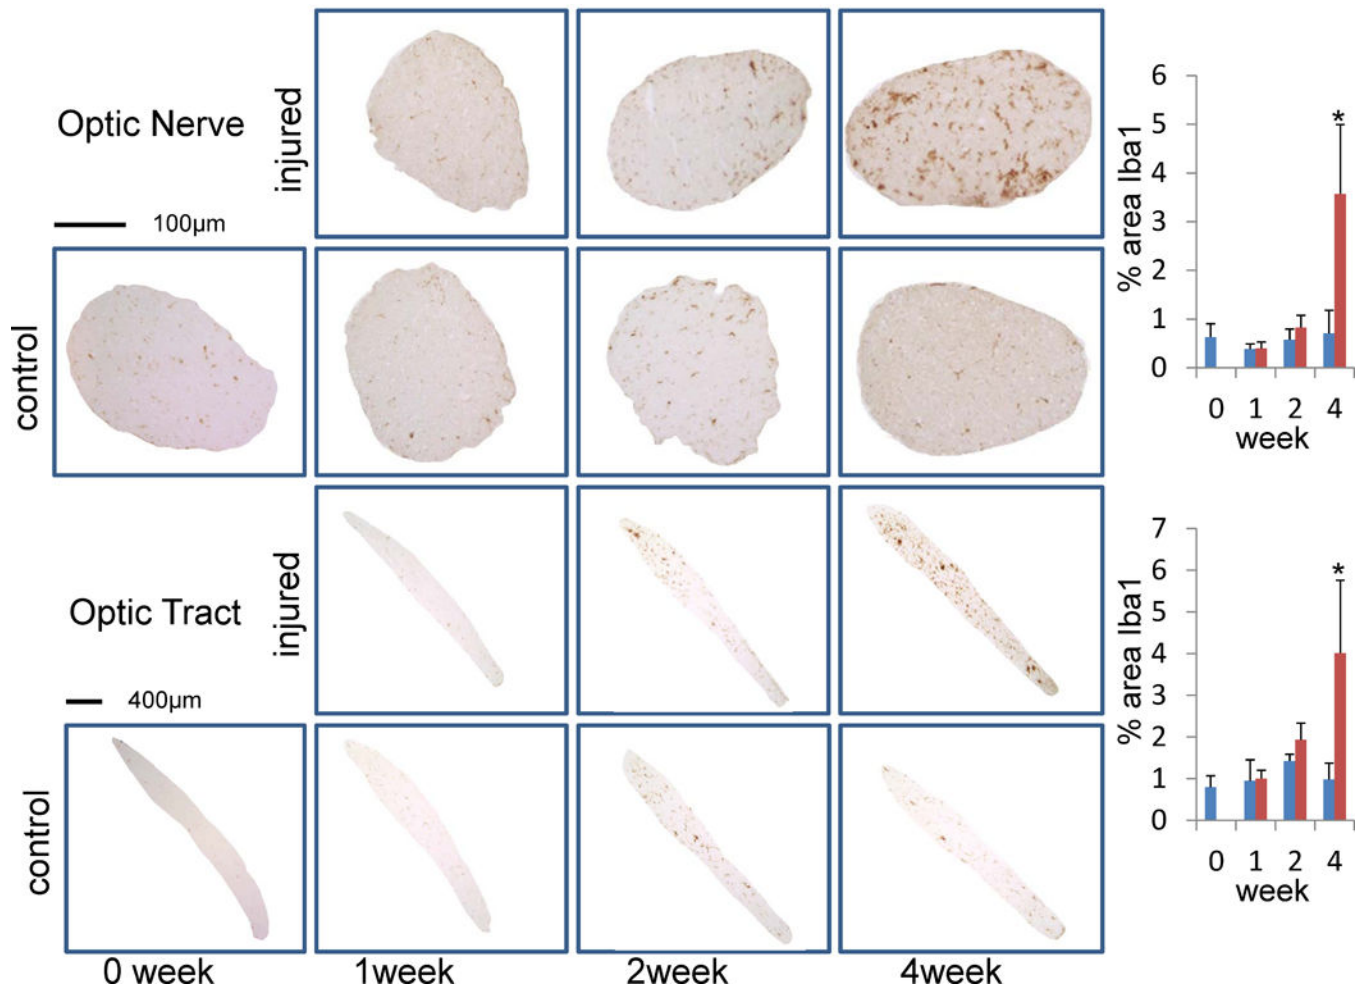 Optic Nerve
injured
100µm
control
Optic Tract
injured
400µm
control
0 week
1week
2week
4week
% area Iba1
6
5
4
3
2
1
0
*
0 1 2 4
week
% area Iba1
7
6
5
4
3
2
1
0
*
0 1 2 4
week